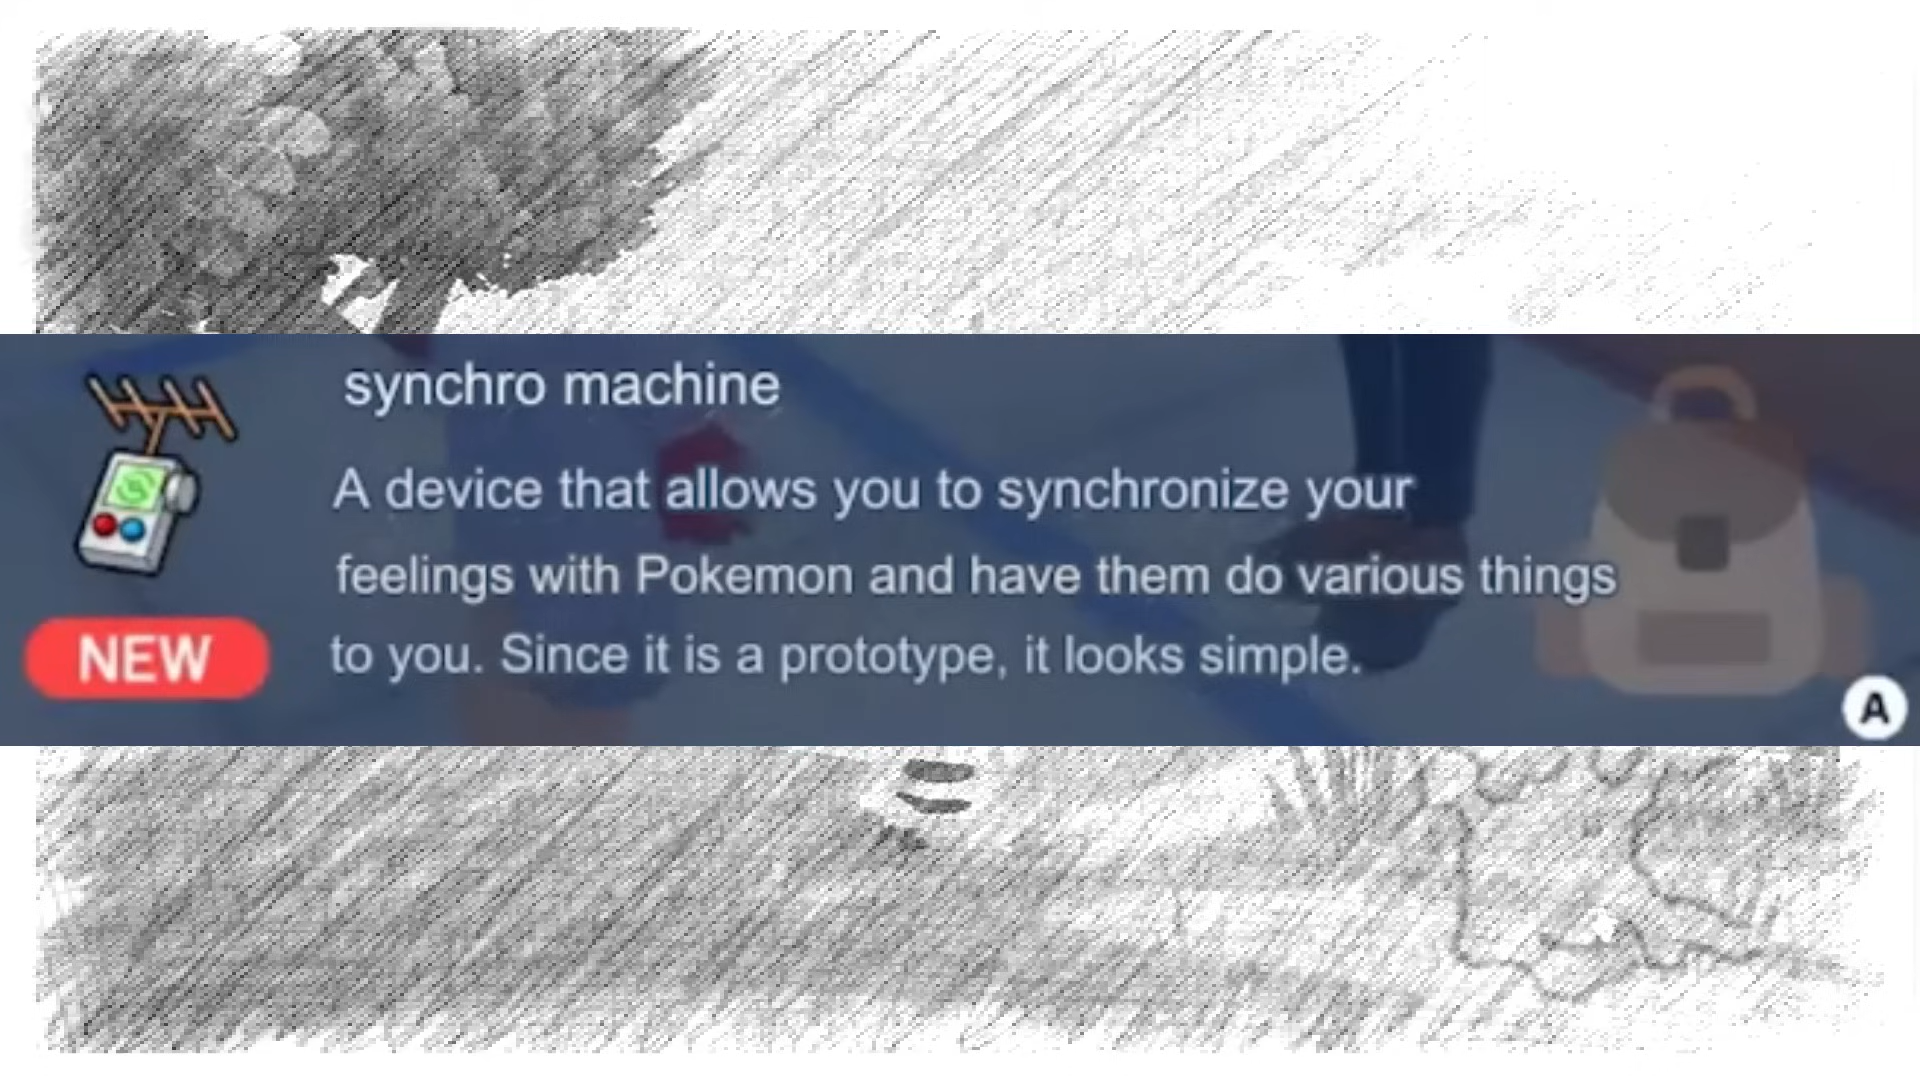 synchro machine
A device that allows you to synchronize your
feelings with Pokemon and have them do various things
NEW
to you. Since it is a prototype, it looks simple.
A